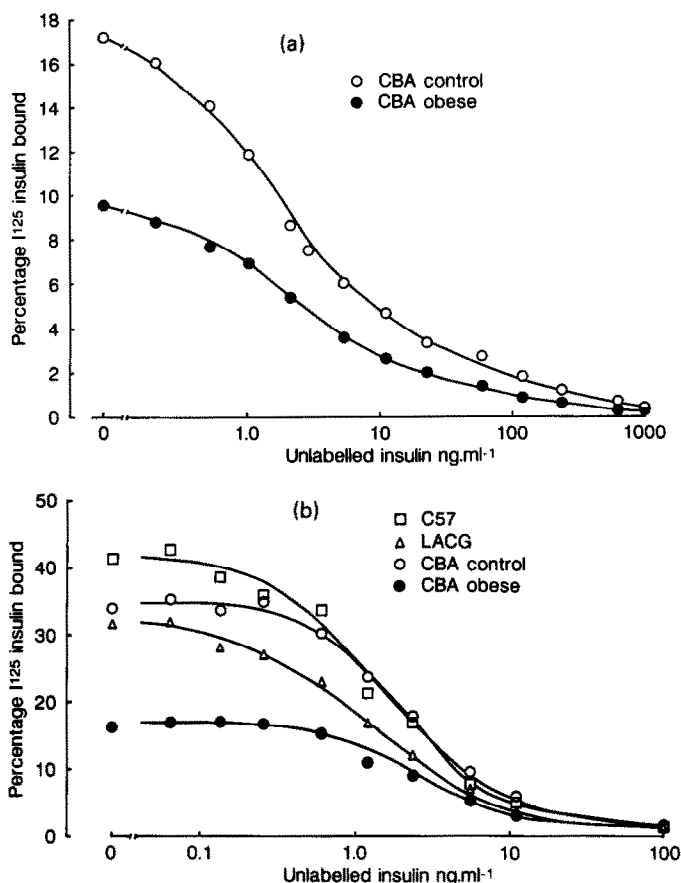 (a)
CBA control
CBA obese
Percentage I¹²⁵ insulin bound
18
16
14
12
10
8
6
4
2
0
0 1.0 10 100 1000
Unlabelled insulin ng.ml⁻¹
(b)
C57
LACG
CBA control
CBA obese
Percentage I¹²⁵ insulin bound
50
40
30
20
10
0
0 0.1 1.0 10 100
Unlabelled insulin ng.ml⁻¹